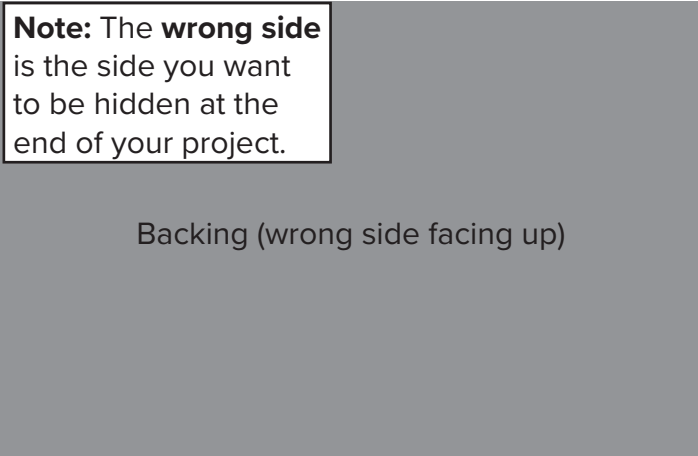 Note: The wrong side
is the side you want
to be hidden at the
end of your project.
Backing (wrong side facing up)